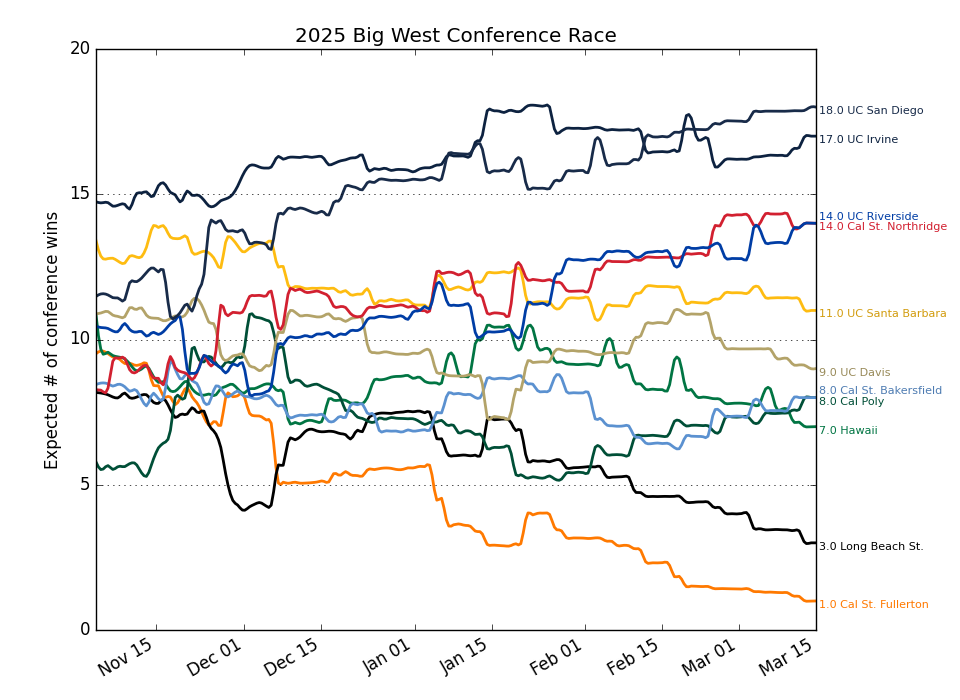 2025 Big West Conference Race
Expected # of conference wins
20
15
10
5
0
18.0 UC San Diego
17.0 UC Irvine
14.0 UC Riverside
14.0 Cal St. Northridge
11.0 UC Santa Barbara
9.0 UC Davis
8.0 Cal St. Bakersfield
8.0 Cal Poly
7.0 Hawaii
3.0 Long Beach St.
1.0 Cal St. Fullerton
Nov 15
Dec 01
Dec 15
Jan 01
Jan 15
Feb 01
Feb 15
Mar 01
Mar 15